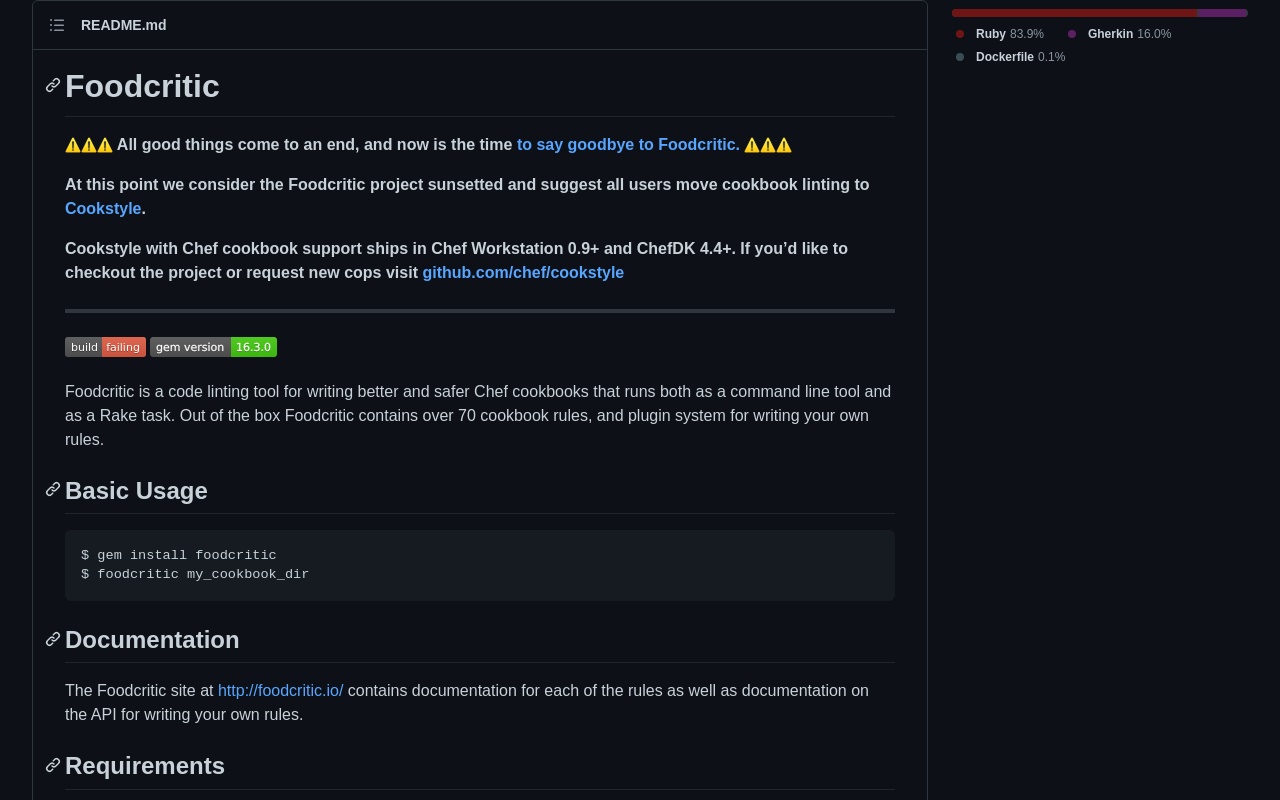 README.md
Ruby 83.9%
Gherkin 16.0%
Dockerfile 0.1%
Foodcritic
⚠️⚠️⚠️ All good things come to an end, and now is the time to say goodbye to Foodcritic. ⚠️⚠️⚠️
At this point we consider the Foodcritic project sunsetted and suggest all users move cookbook linting to
Cookstyle.
Cookstyle with Chef cookbook support ships in Chef Workstation 0.9+ and ChefDK 4.4+. If you’d like to
checkout the project or request new cops visit github.com/chef/cookstyle
build failing gem version 16.3.0
Foodcritic is a code linting tool for writing better and safer Chef cookbooks that runs both as a command line tool and
as a Rake task. Out of the box Foodcritic contains over 70 cookbook rules, and plugin system for writing your own
rules.
Basic Usage
$ gem install foodcritic
$ foodcritic my_cookbook_dir
Documentation
The Foodcritic site at http://foodcritic.io/ contains documentation for each of the rules as well as documentation on
the API for writing your own rules.
Requirements